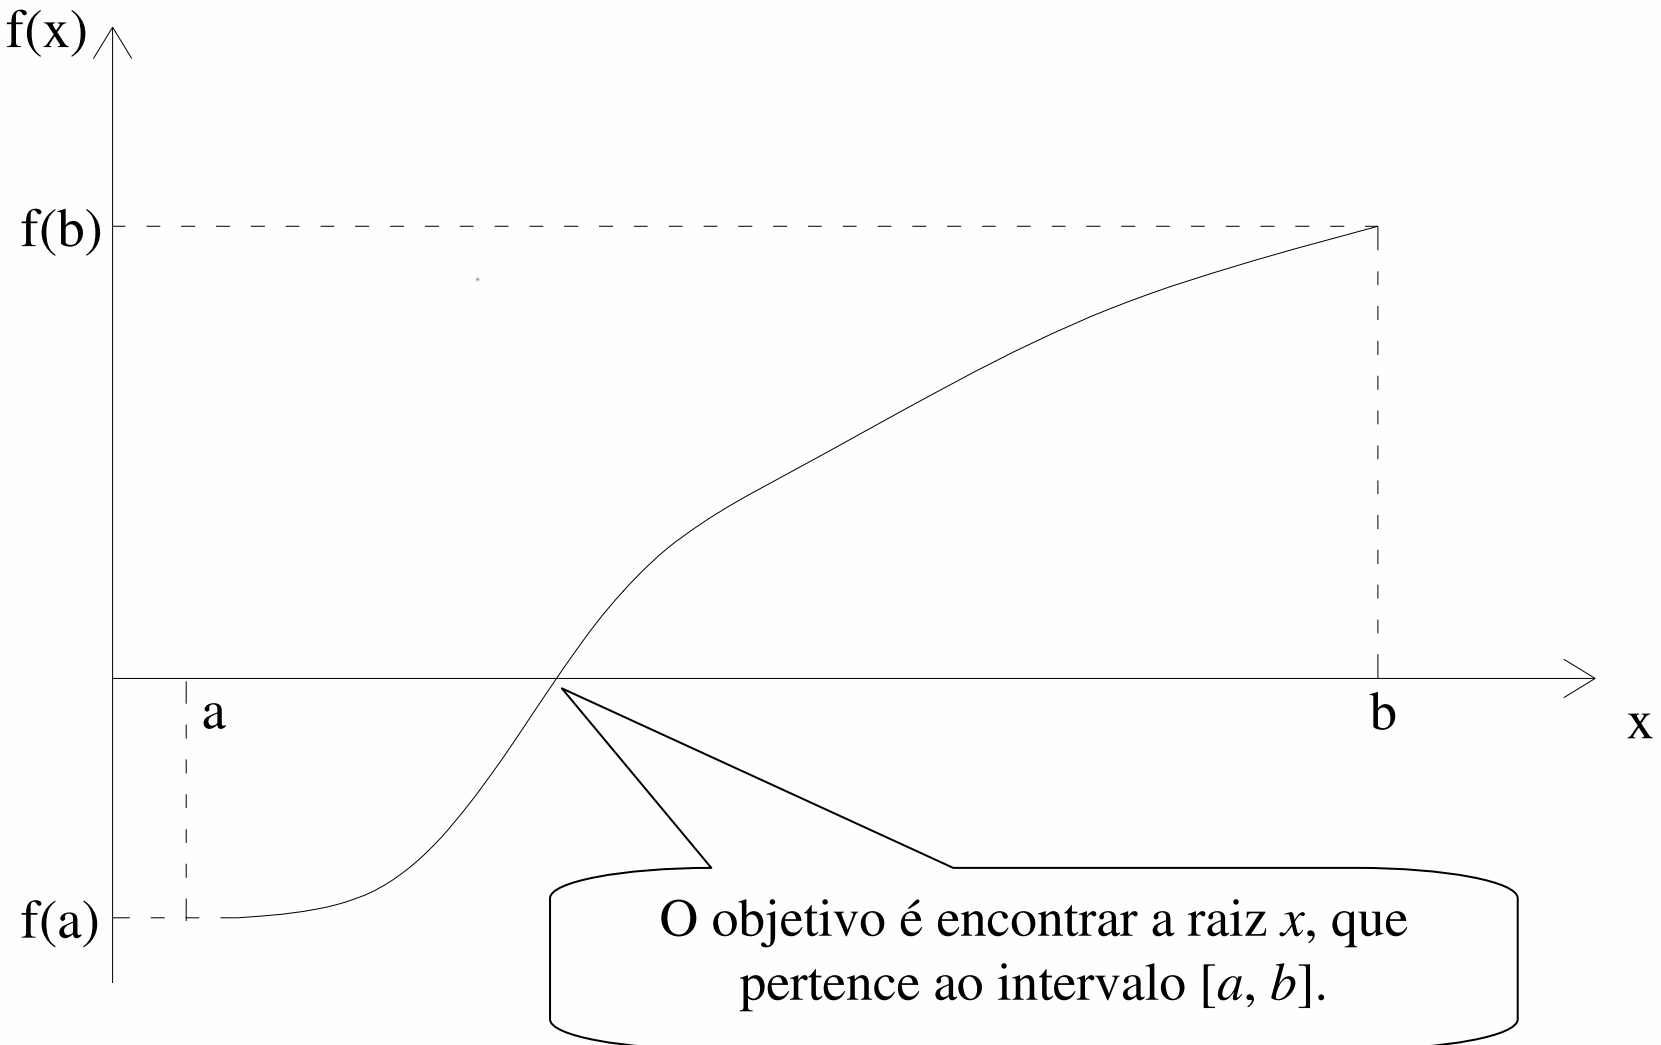 f(x)
f(b)
a
b
x
f(a)
O objetivo é encontrar a raiz x, que
pertence ao intervalo [a, b].